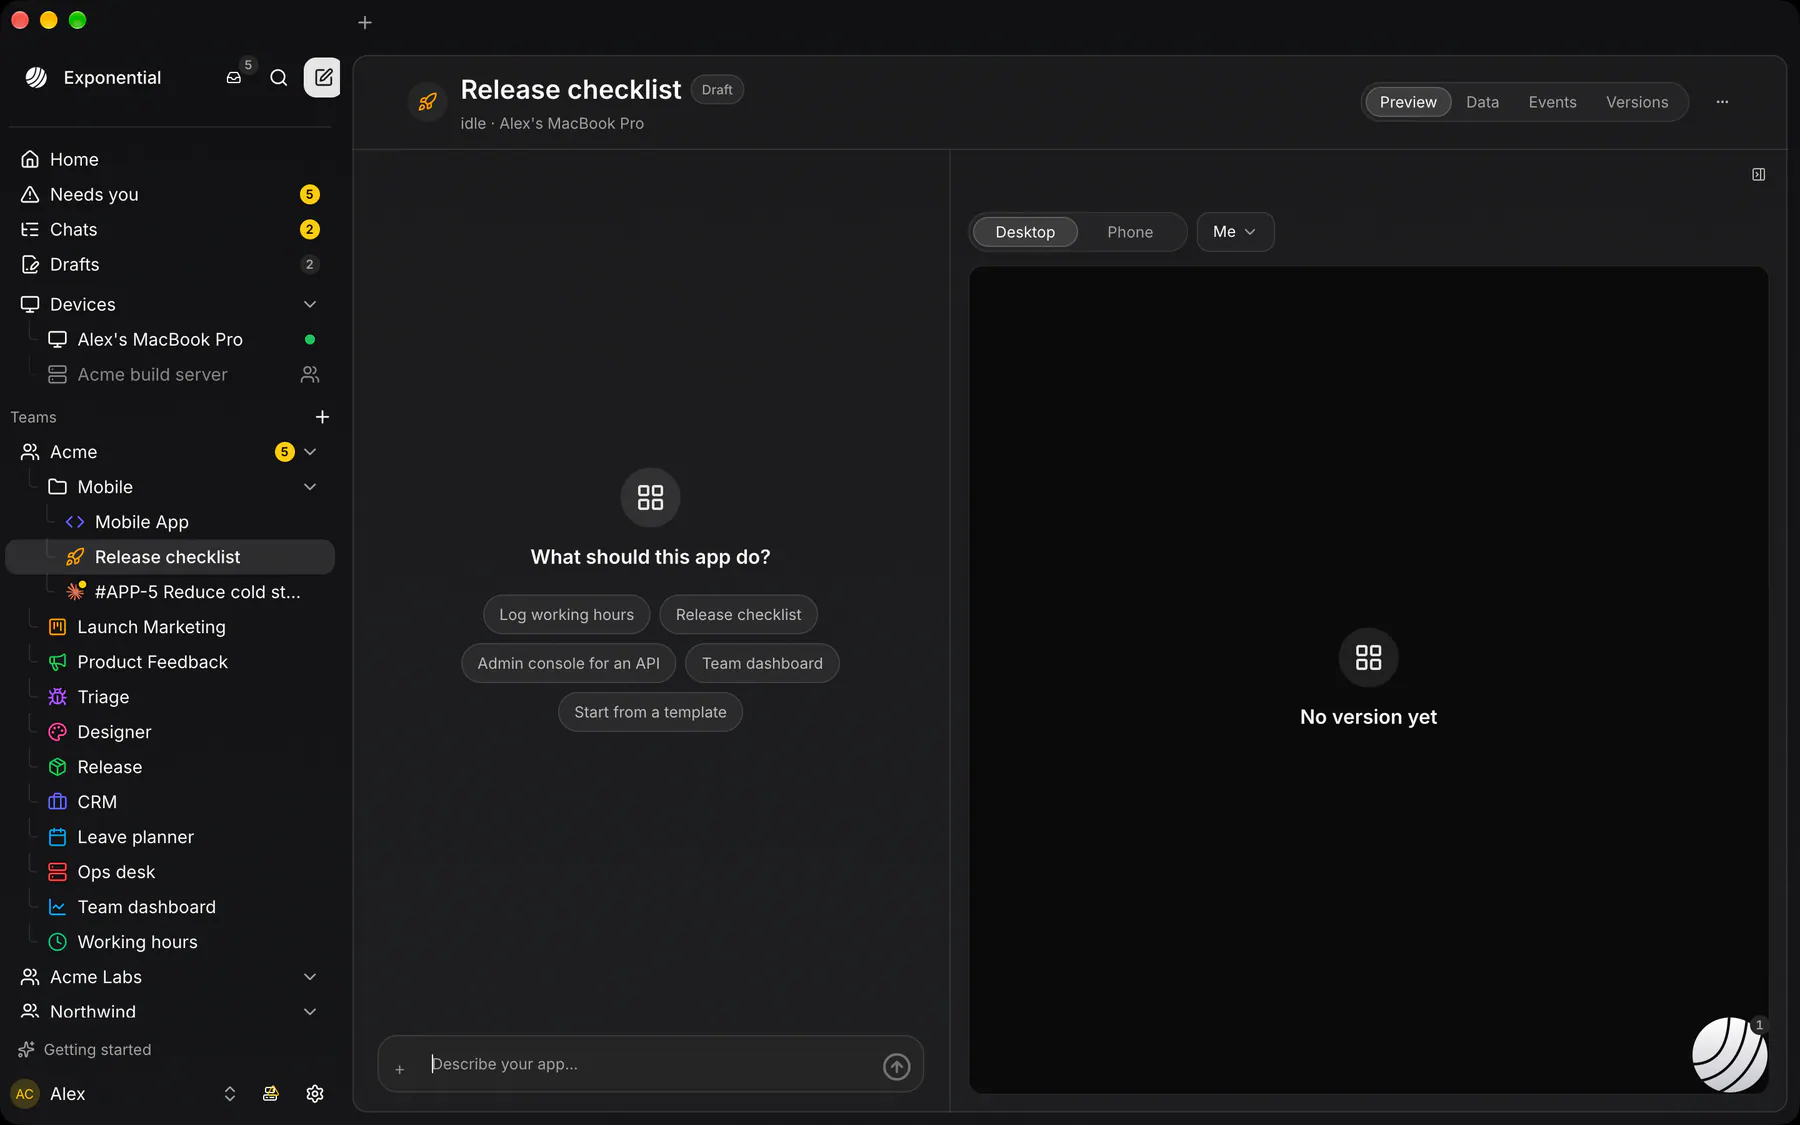 Exponential
5
Home
Needs you
5
Chats
2
Drafts
2
Devices
Alex's MacBook Pro
Acme build server
Teams
Acme
5
Mobile
Mobile App
Release checklist
#APP-5 Reduce cold st...
Launch Marketing
Product Feedback
Triage
Designer
Release
CRM
Leave planner
Ops desk
Team dashboard
Working hours
Acme Labs
Northwind
Getting started
AC
Alex
Release checklist
Draft
idle · Alex's MacBook Pro
Preview
Data
Events
Versions
What should this app do?
Log working hours
Release checklist
Admin console for an API
Team dashboard
Start from a template
Describe your app...
Desktop
Phone
Me
No version yet
1